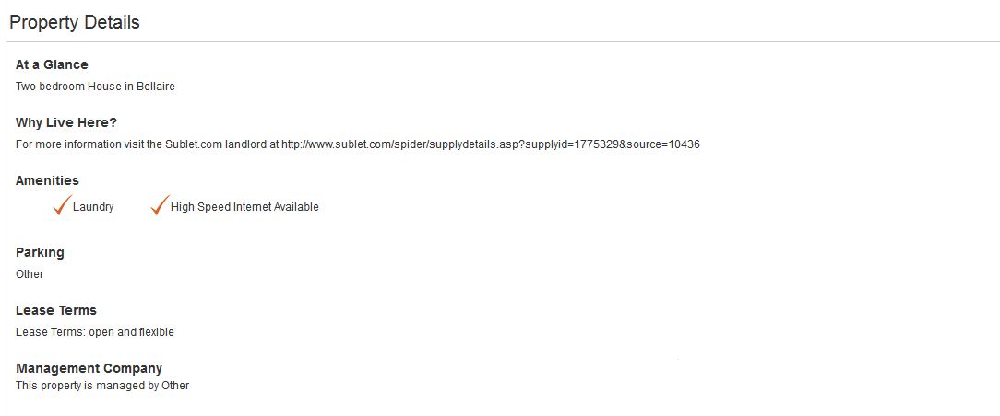 Property Details
At a Glance
Two bedroom House in Bellaire
Why Live Here?
For more information visit the Sublet.com landlord at http://www.sublet.com/spider/supplydetails.asp?supplyid=1775329&source=10436
Amenities
Laundry High Speed Internet Available
Parking
Other
Lease Terms
Lease Terms: open and flexible
Management Company
This property is managed by Other